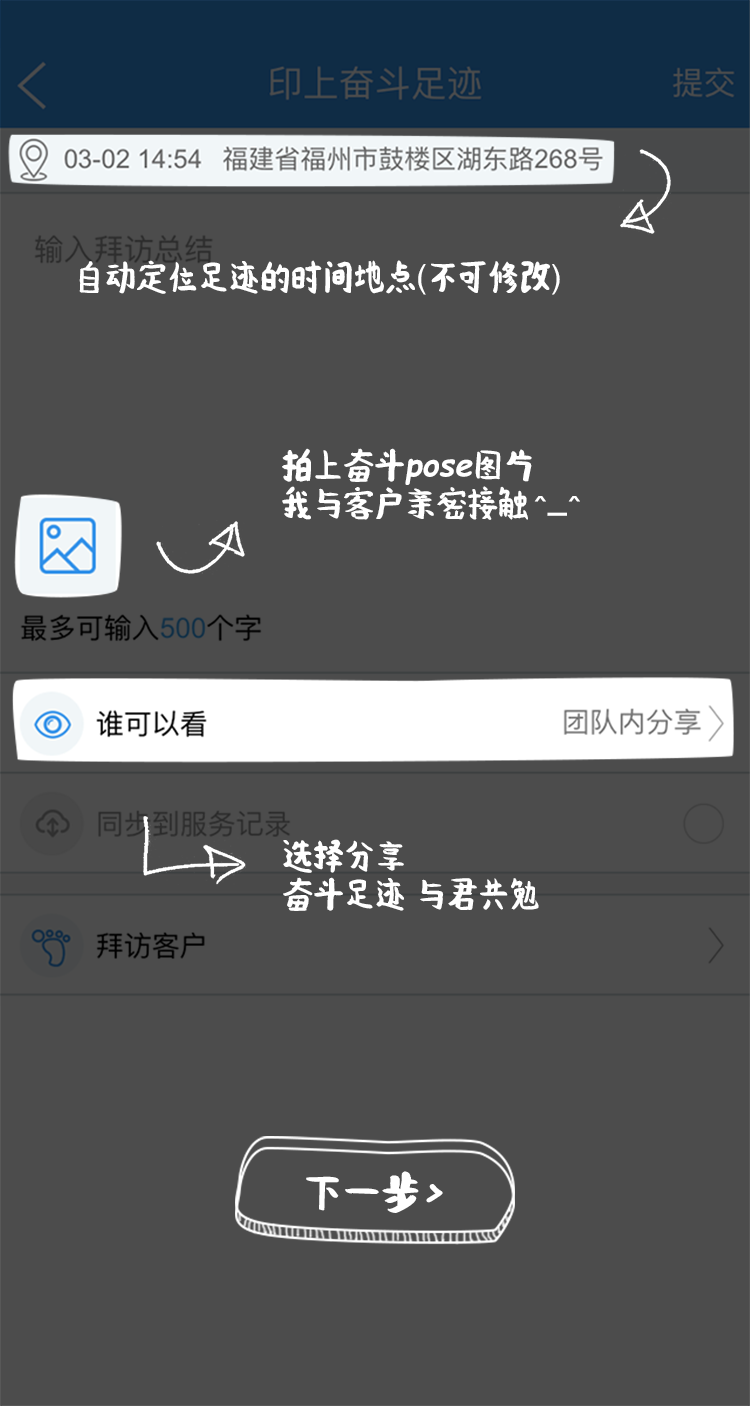 印上奋斗足迹
提交
03-02 14:54 福建省福州市鼓楼区湖东路268号
输入拜访总结
自动定位足迹的时间地点(不可修改)
拍上奋斗pose图片
我与客户亲密接触^_^
最多可输入500个字
谁可以看
团队内分享
同步到服务记录
选择分享
奋斗足迹 与君共勉
拜访客户
下一步>